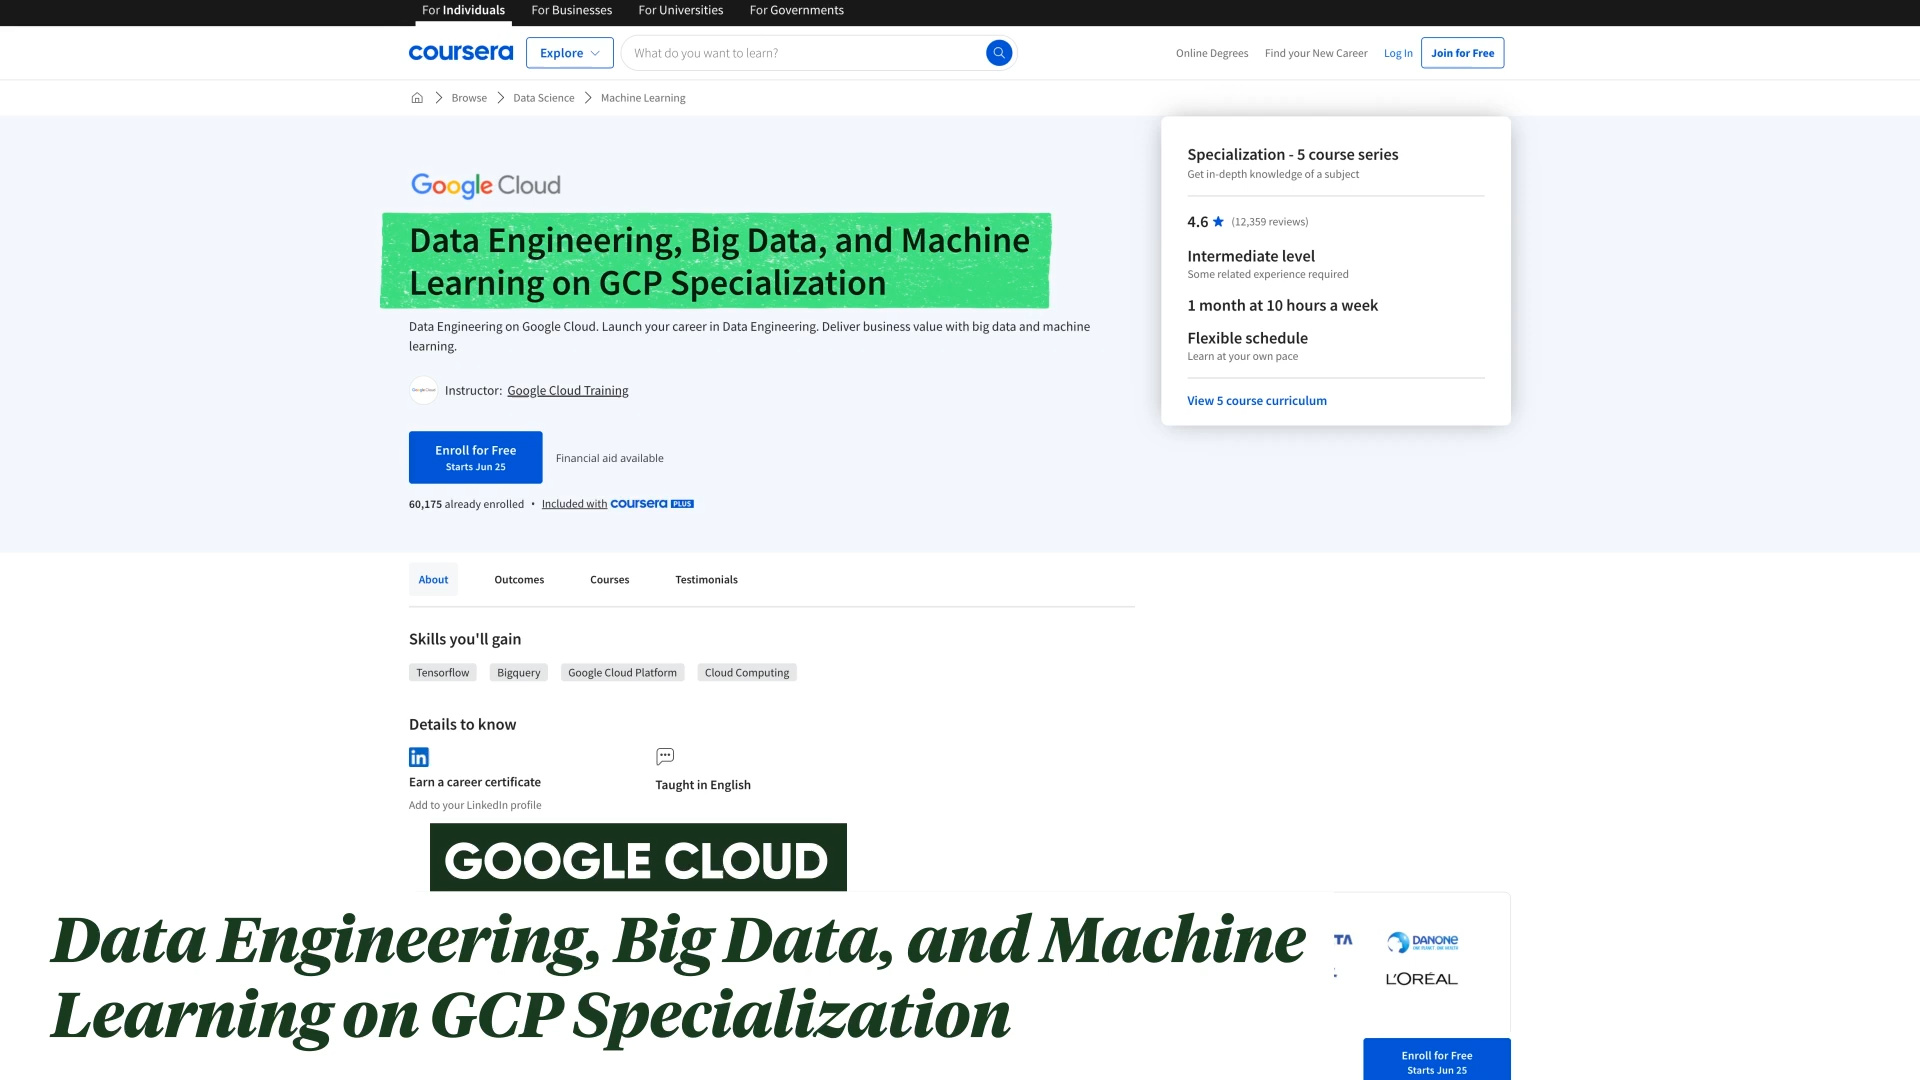 For Individuals For Businesses For Universities For Governments
coursera Explore What do you want to learn? Online Degrees Find your New Career Log In Join for Free
Browse Data Science Machine Learning
Google Cloud
Data Engineering, Big Data, and Machine
Learning on GCP Specialization
Data Engineering on Google Cloud. Launch your career in Data Engineering. Deliver business value with big data and machine
learning.
Google Cloud
Instructor: Google Cloud Training
Enroll for Free
Starts Jun 25
Financial aid available
60,175 already enrolled • Included with coursera PLUS
Specialization - 5 course series
Get in-depth knowledge of a subject
4.6 (12,359 reviews)
Intermediate level
Some related experience required
1 month at 10 hours a week
Flexible schedule
Learn at your own pace
View 5 course curriculum
About Outcomes Courses Testimonials
Skills you'll gain
Tensorflow Bigquery Google Cloud Platform Cloud Computing
Details to know
in
Earn a career certificate
Add to your LinkedIn profile
Taught in English
GOOGLE CLOUD
Data Engineering, Big Data, and Machine
Learning on GCP Specialization
TA DANONE
L'ORÉAL
Enroll for Free
Starts Jun 25